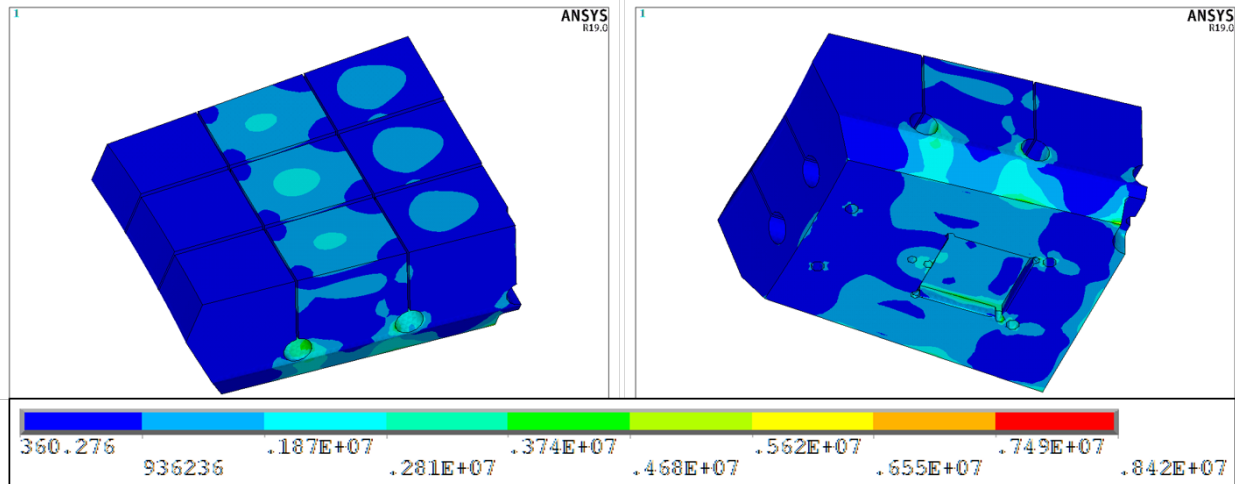 1
ANSYS
R19.0
1
ANSYS
R19.0
360.276
936236
.187E+07
.281E+07
.374E+07
.468E+07
.562E+07
.655E+07
.749E+07
.842E+07